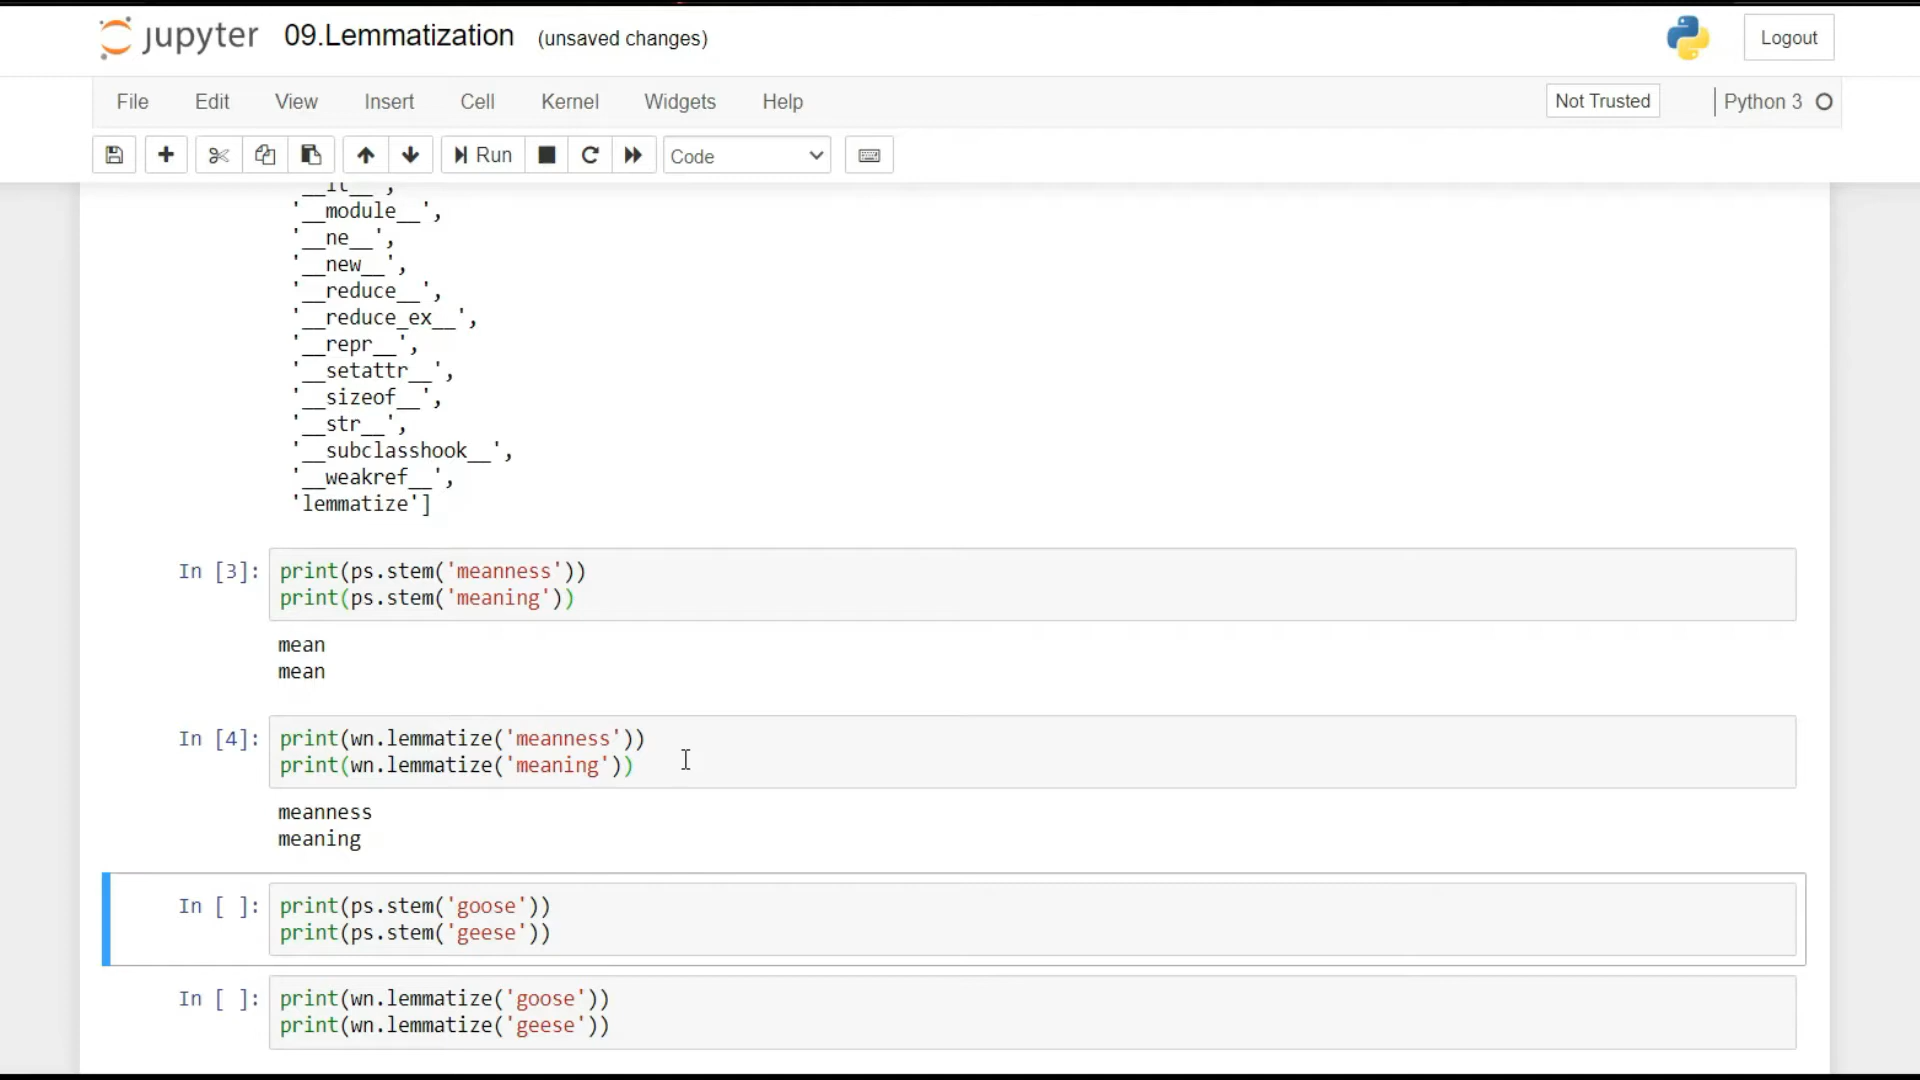 jupyter 09.Lemmatization (unsaved changes) Logout
File Edit View Insert Cell Kernel Widgets Help Not Trusted Python 3
Run Code
'__module__',
'__ne__',
'__new__',
'__reduce__',
'__reduce_ex__',
'__repr__',
'__setattr__',
'__sizeof__',
'__str__',
'__subclasshook__',
'__weakref__',
'lemmatize']
In [3]: print(ps.stem('meanness'))
print(ps.stem('meaning'))
mean
mean
In [4]: print(wn.lemmatize('meanness'))
print(wn.lemmatize('meaning'))
meanness
meaning
In [ ]: print(ps.stem('goose'))
print(ps.stem('geese'))
In [ ]: print(wn.lemmatize('goose'))
print(wn.lemmatize('geese'))